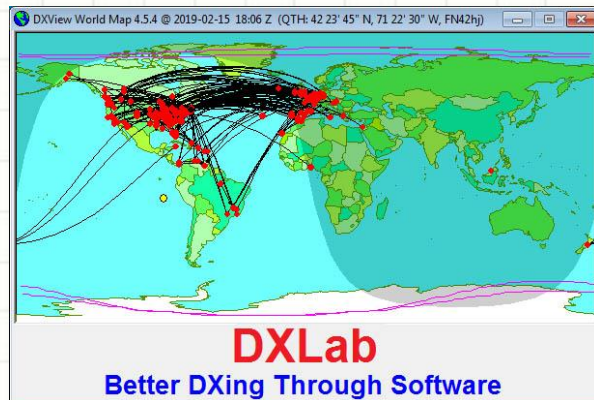 DXView World Map 4.5.4 @ 2019-02-15 18:06 Z (QTH: 42 23' 45" N, 71 22' 30" W, FN42hj)
DXLab
Better DXing Through Software